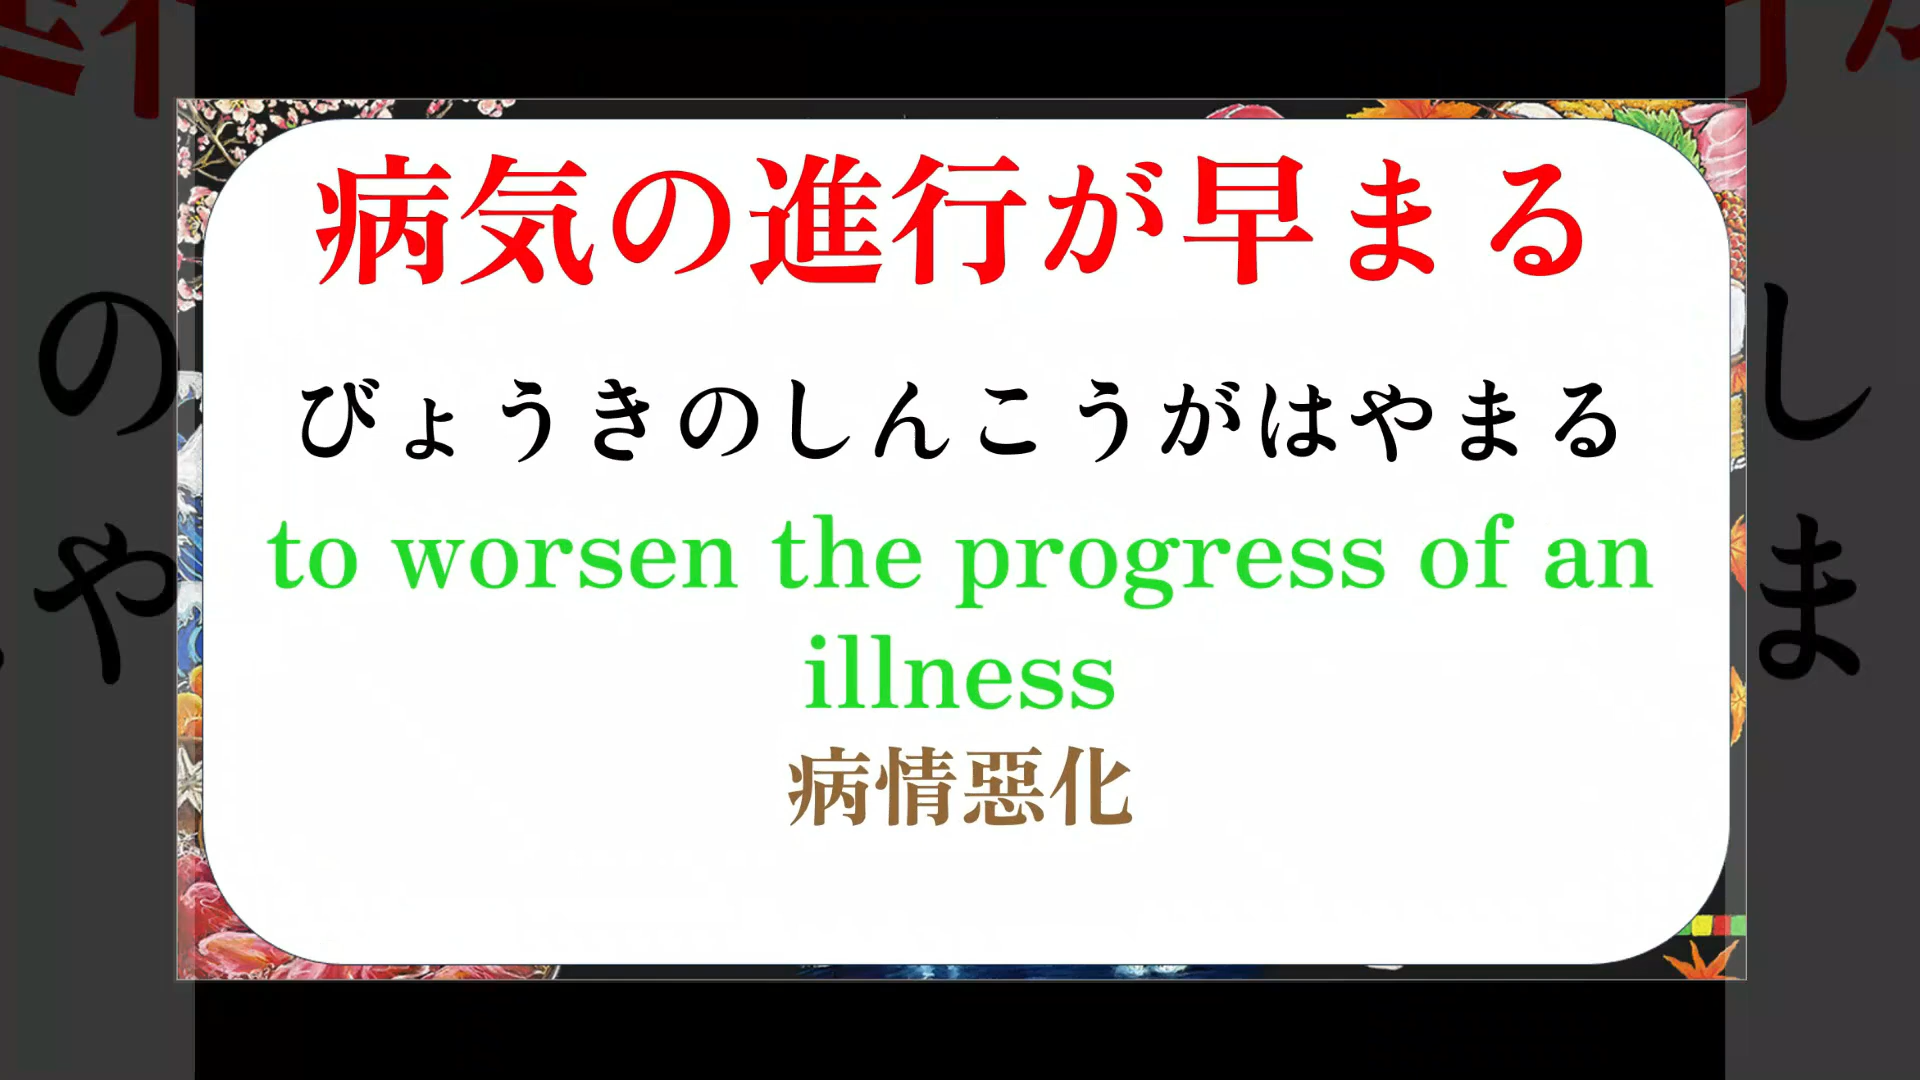 病気の進行が早まる
びょうきのしんこうがはやまる
to worsen the progress of an
illness
病情惡化